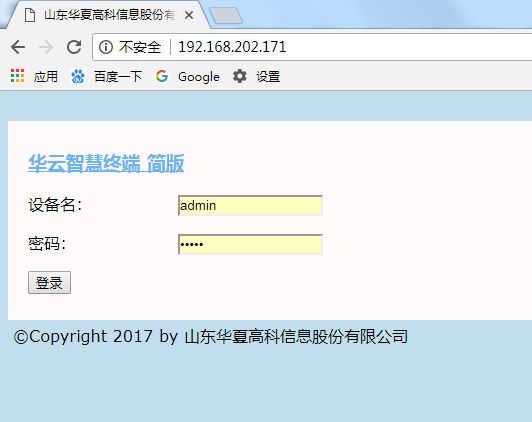 山东华夏高科信息股份有
不安全 192.168.202.171
应用 百度一下 Google 设置
华云智慧终端 简版
设备名： admin
密码： •••••
登录
©Copyright 2017 by 山东华夏高科信息股份有限公司